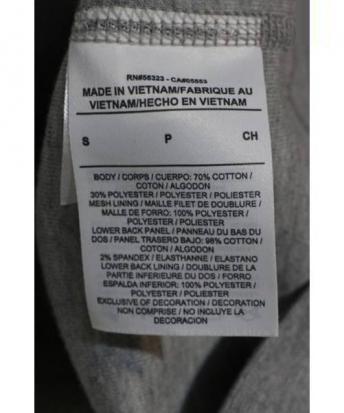 RN#56323 - CA#05553
MADE IN VIETNAM/FABRIQUE AU
VIETNAM/HECHO EN VIETNAM
S P CH
BODY / CORPS / CUERPO: 70% COTTON /
COTON / ALGODON
30% POLYESTER / POLYESTER / POLIESTER
MESH LINING / MAILLE FILET DE DOUBLURE /
MALLE DE FORRO: 100% POLYESTER /
POLYESTER / POLIESTER
LOWER BACK PANEL / PANNEAU DU BAS DU
DOS / PANEL TRASERO BAJO: 98% COTTON /
COTON / ALGODON
2% SPANDEX / ELASTHANNE / ELASTANO
LOWER BACK LINING / DOUBLURE DE LA
PARTIE INFERIEURE DU DOS / FORRO
ESPALDA INFERIOR: 100% POLYESTER /
POLYESTER / POLIESTER
EXCLUSIVE OF DECORATION / DECORATION
NON COMPRISE / NO INCLUYE LA
DECORACION